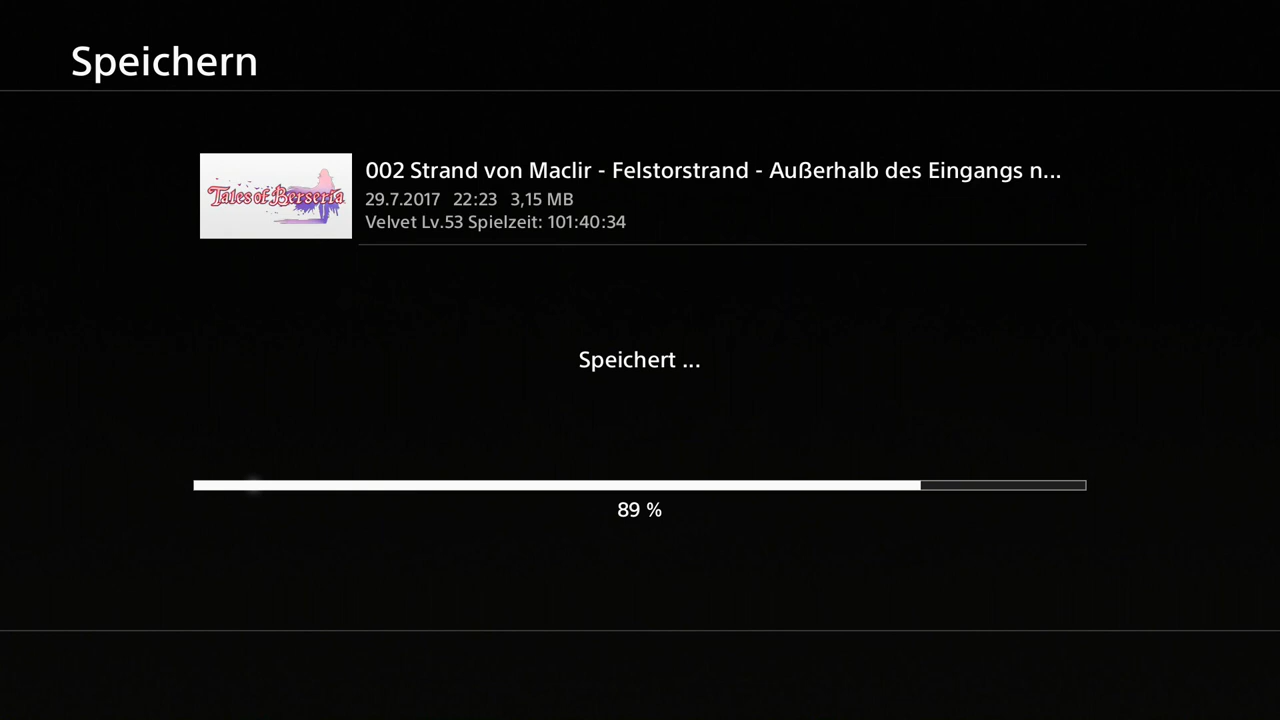 Speichern
Tales of Berseria
002 Strand von Maclir - Felstorstrand - Außerhalb des Eingangs n...
29.7.2017 22:23 3,15 MB
Velvet Lv.53 Spielzeit: 101:40:34
Speichert ...
89 %